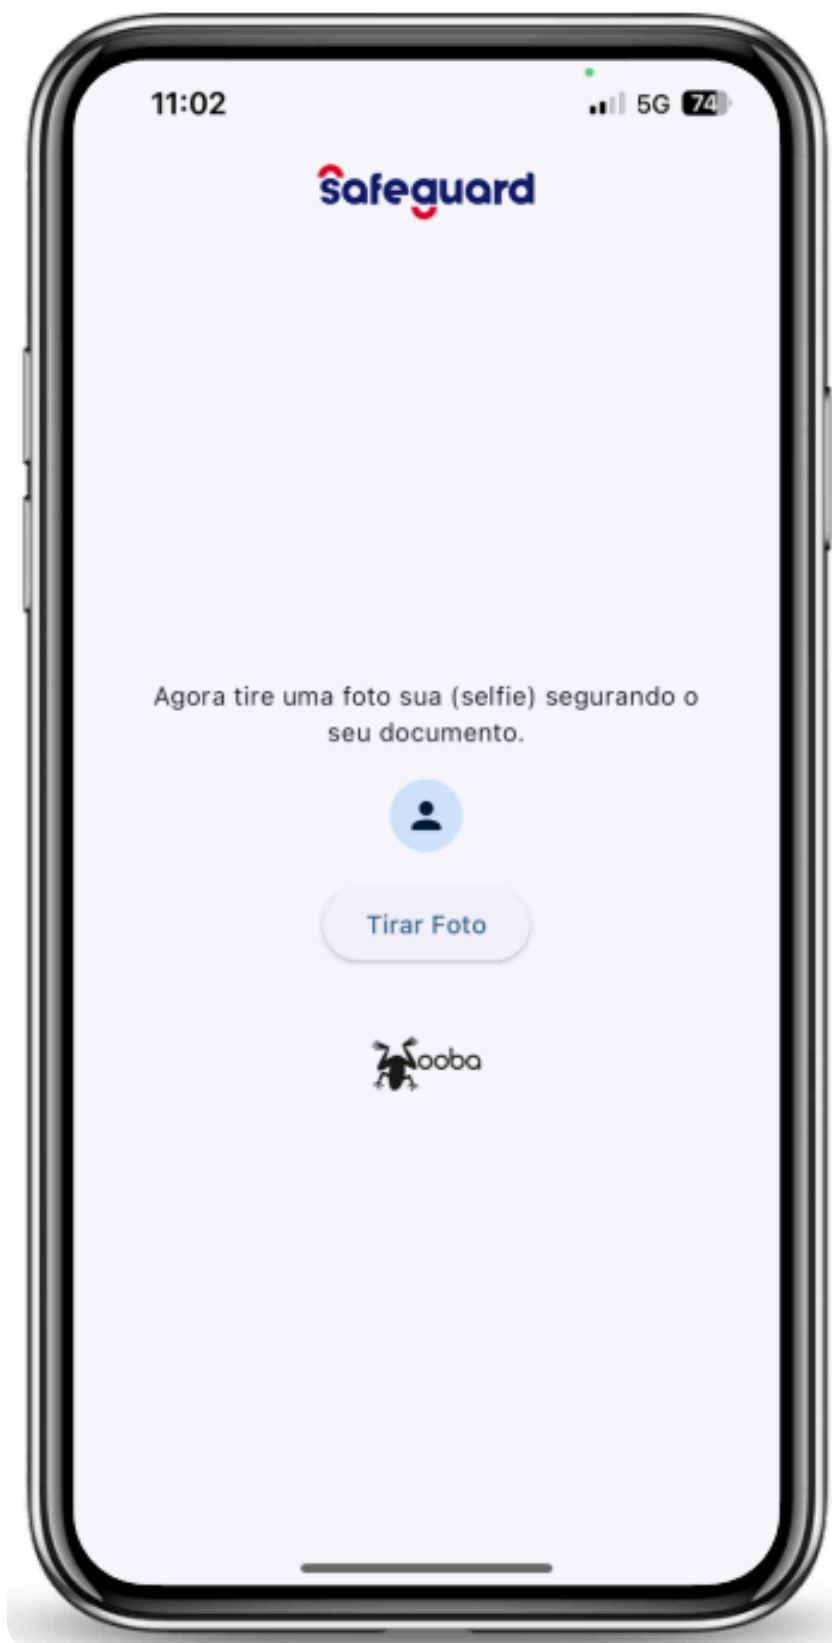 11:02
5G 74
Safeguard
Agora tire uma foto sua (selfie) segurando o
seu documento.
Tirar Foto
ooba